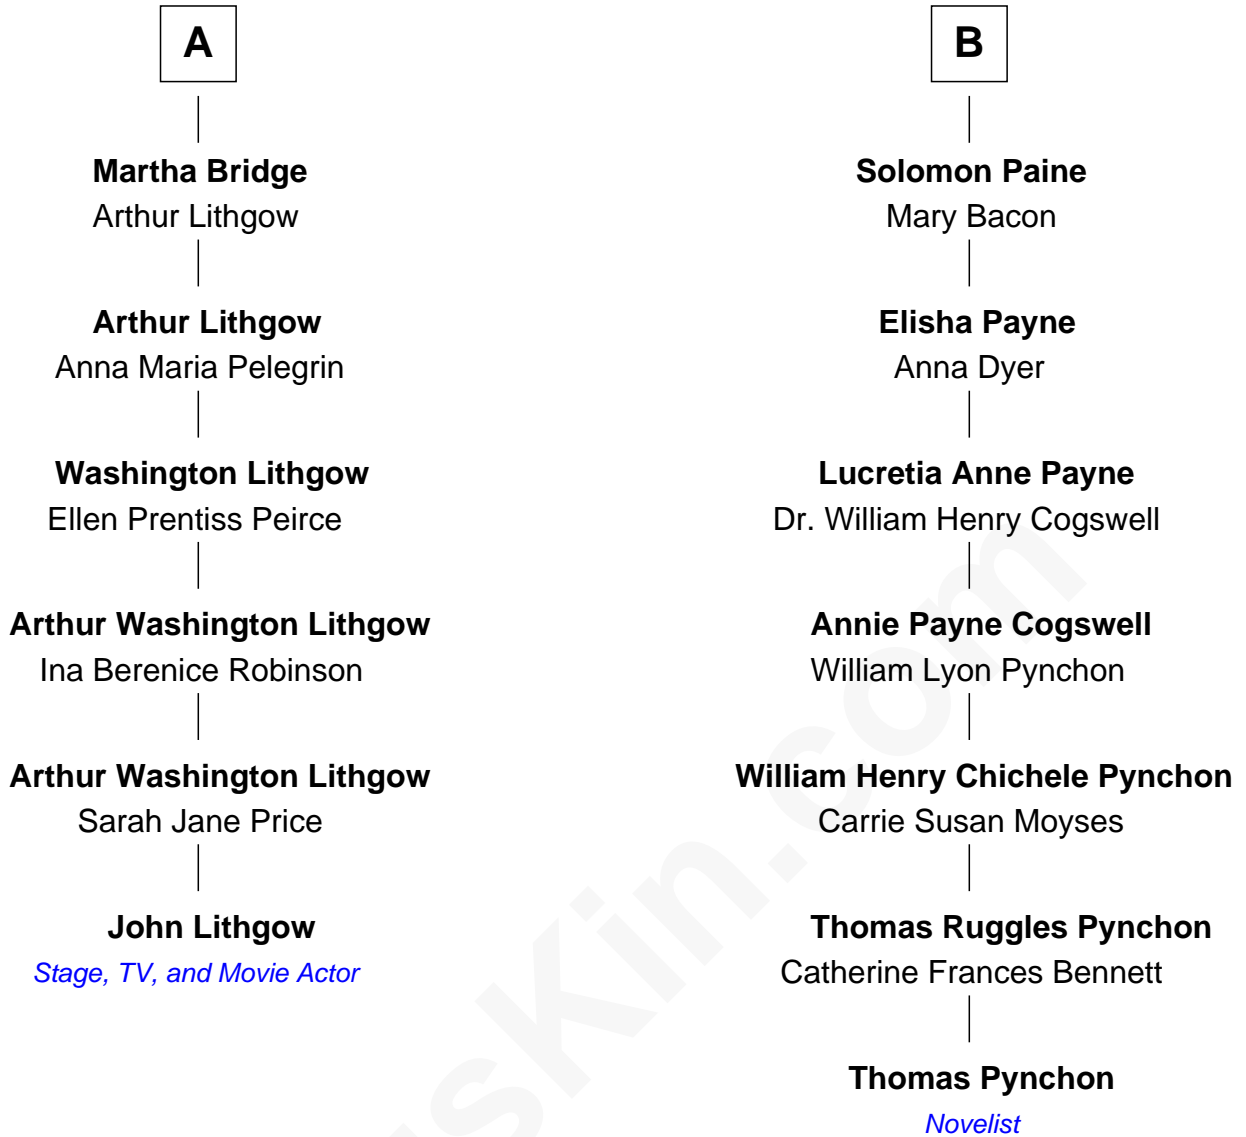 A
Martha Bridge
Arthur Lithgow
Arthur Lithgow
Anna Maria Pelegrin
Washington Lithgow
Ellen Prentiss Peirce
Arthur Washington Lithgow
Ina Berenice Robinson
Arthur Washington Lithgow
Sarah Jane Price
John Lithgow
Stage, TV, and Movie Actor
B
Solomon Paine
Mary Bacon
Elisha Payne
Anna Dyer
Lucretia Anne Payne
Dr. William Henry Cogswell
Annie Payne Cogswell
William Lyon Pynchon
William Henry Chichele Pynchon
Carrie Susan Moyses
Thomas Ruggles Pynchon
Catherine Frances Bennett
Thomas Pynchon
Novelist
sKin.com